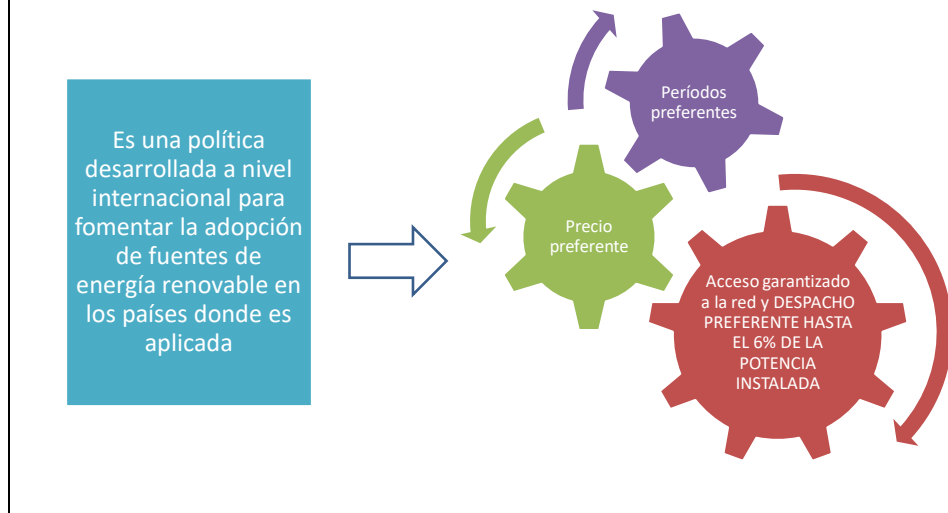 Es una política
desarrollada a nivel
internacional para
fomentar la adopción
de fuentes de
energía renovable en
los países donde es
aplicada
Períodos
preferentes
Precio
preferente
Acceso garantizado
a la red y DESPACHO
PREFERENTE HASTA
EL 6% DE LA
POTENCIA
INSTALADA